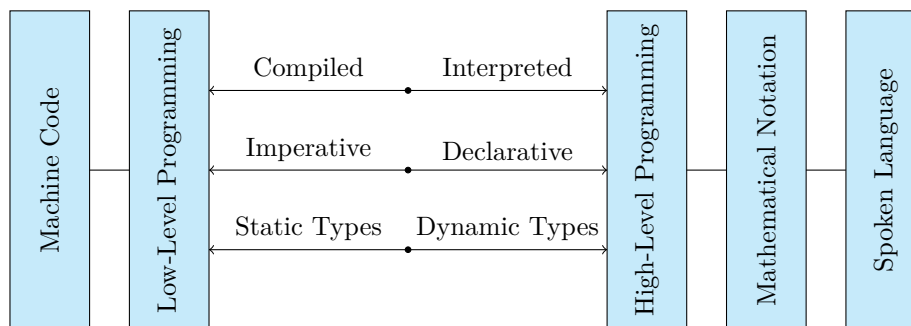 Machine Code
Low-Level Programming
Compiled
Interpreted
Imperative
Declarative
Static Types
Dynamic Types
High-Level Programming
Mathematical Notation
Spoken Language